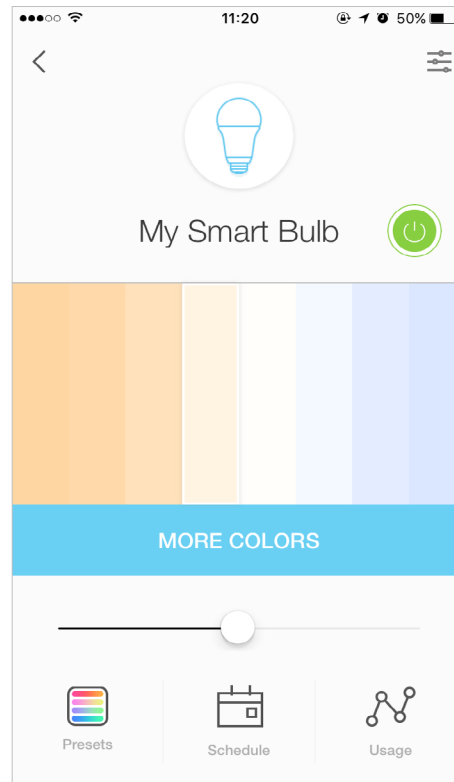 11:20
50%
My Smart Bulb
MORE COLORS
Presets
Schedule
Usage